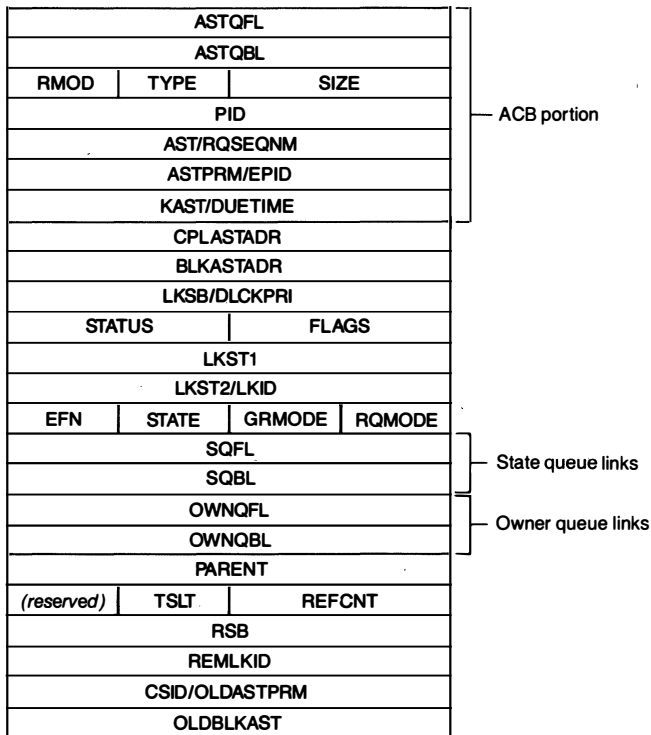 ASTQFL
ASTQBL
RMOD TYPE SIZE
PID
ACB portion
AST/RQSEQNM
ASTPRM/EPID
KAST/DUETIME
CPLASTADR
BLKASTADR
LKSB/DLCKPRI
STATUS FLAGS
LKST1
LKST2/LKID
EFN STATE GRMODE RQMODE
SQFL
State queue links
SQBL
OWNQFL
Owner queue links
OWNQBL
PARENT
(reserved) TSLT REFCNT
RSB
REMLKID
CSID/OLDASTPRM
OLDBLKAST